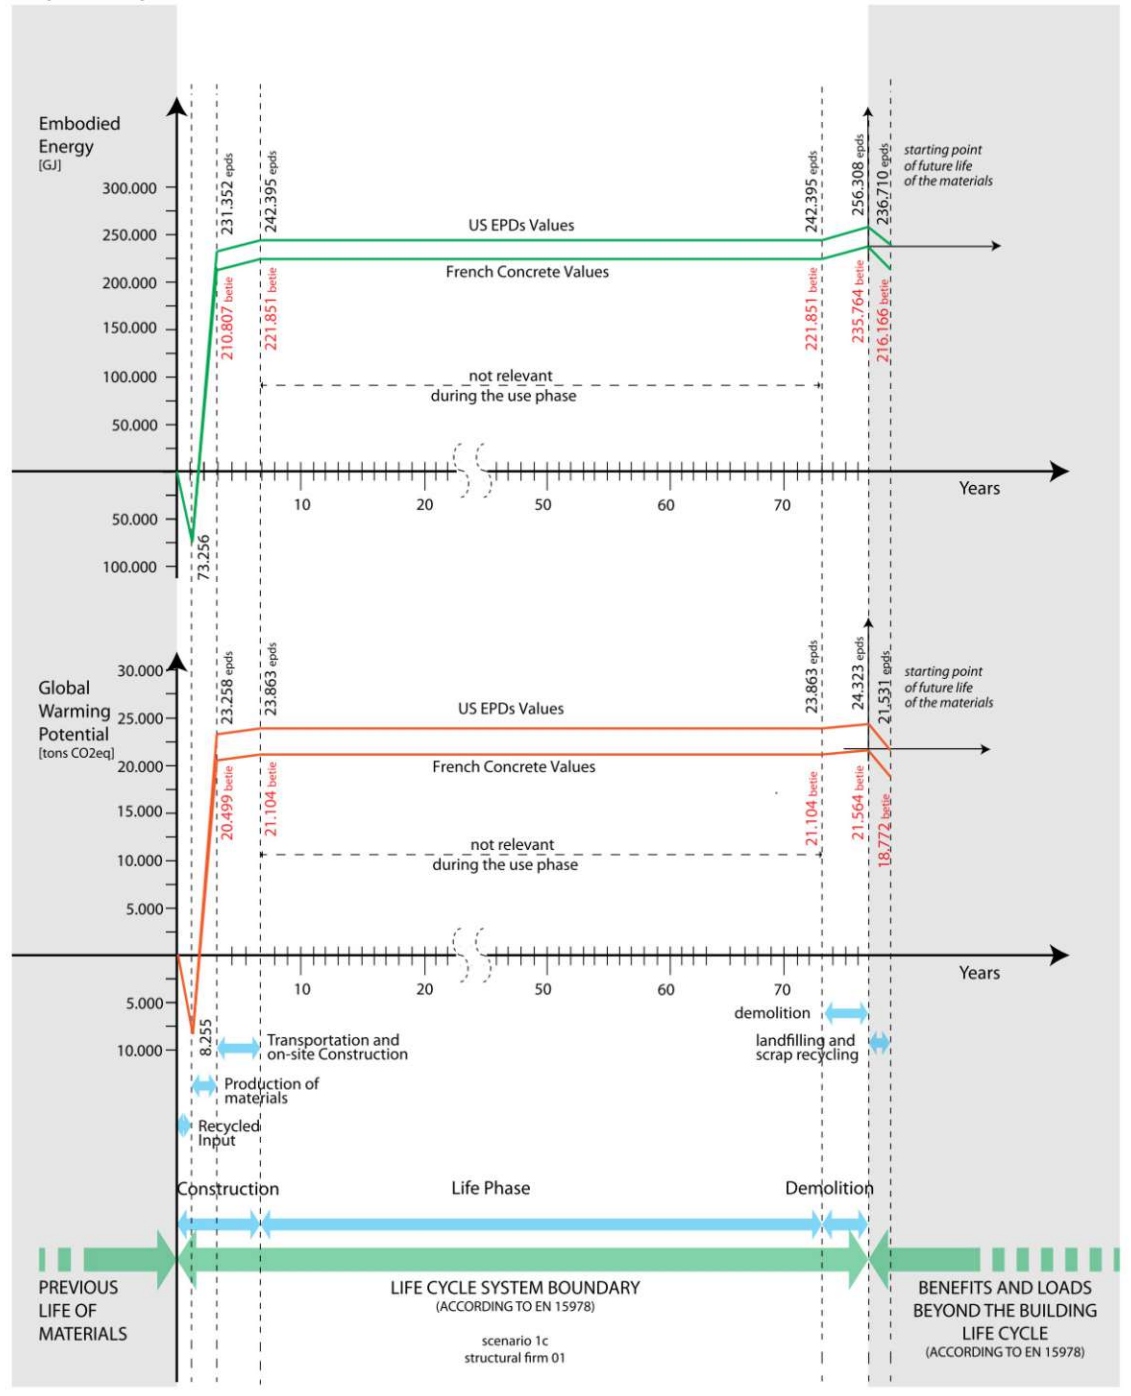 Embodied
Energy
[GJ]
300.000
250.000
200.000
150.000
100.000
50.000
50.000
100.000
231.352 epds
242.395 epds
242.395 epds
256.308 epds
236.710 epds
starting point
of future life
of the materials
US EPDs Values
French Concrete Values
210.807 betie
221.851 betie
221.851 betie
235.764 betie
216.166 betie
not relevant
during the use phase
10
20
50
60
70
Years
73.256
Global
Warming
Potential
[tons CO2eq]
30.000
25.000
20.000
15.000
10.000
5.000
5.000
10.000
23.258 epds
23.863 epds
23.863 epds
24.323 epds
21.531 epds
starting point
of future life
of the materials
US EPDs Values
French Concrete Values
20.499 betie
21.104 betie
21.104 betie
21.564 betie
18.772 betie
not relevant
during the use phase
10
20
50
60
70
Years
8.255
demolition
Transportation and
on-site Construction
landfilling and
scrap recycling
Production of
materials
Recycled
Input
Construction
Life Phase
Demolition
PREVIOUS
LIFE OF
MATERIALS
LIFE CYCLE SYSTEM BOUNDARY
(ACCORDING TO EN 15978)
scenario 1c
structural firm 01
BENEFITS AND LOADS
BEYOND THE BUILDING
LIFE CYCLE
(ACCORDING TO EN 15978)